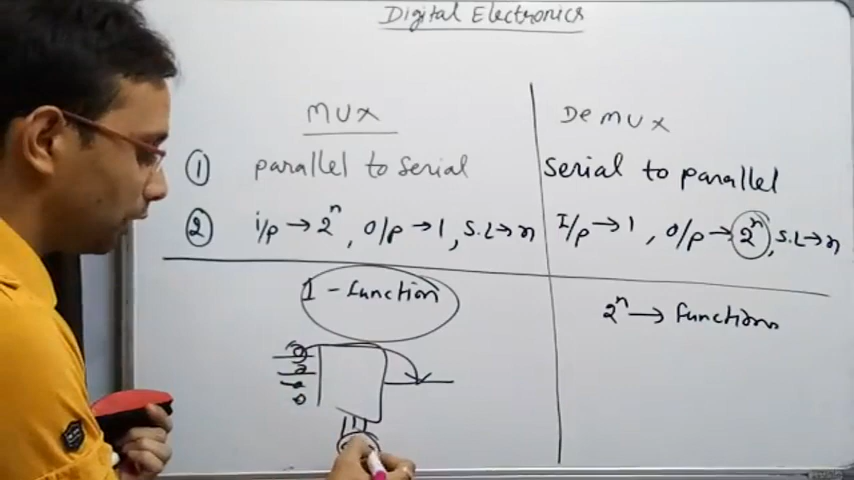 Digital Electronics
MUX
DeMUX
① parallel to Serial
Serial to parallel
② i/p → 2ⁿ, O/p → 1, S.L → n
I/p → 1, O/p → 2ⁿ, S.L → n
1 - function
2ⁿ → functions